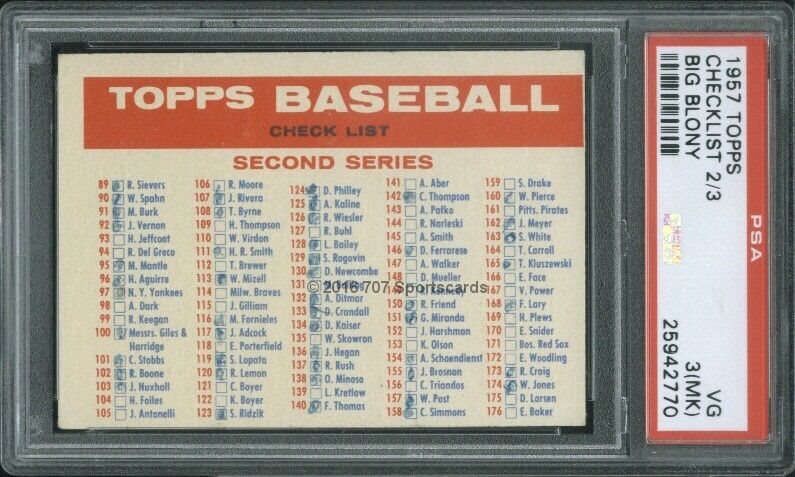 TOPPS BASEBALL
CHECK LIST
SECOND SERIES
89 R. Sievers
90 W. Spahn
91 M. Burk
92 J. Vernon
93 H. Jeffcoat
94 R. Del Greco
95 M. Mantle
96 H. Aguirre
97 N. Y. Yankees
98 A. Dark
99 R. Keegan
100 Messrs. Giles &
Harridge
101 C. Stobbs
102 R. Boone
103 J. Nuxhall
104 H. Foiles
105 J. Antonelli
106 R. Moore
107 J. Rivera
108 T. Byrne
109 H. Thompson
110 W. Virdon
111 H. R. Smith
112 T. Brewer
113 W. Mizell
114 Milw. Braves
115 J. Gilliam
116 M. Fornieles
117 J. Adcock
118 E. Porterfield
119 S. Lopata
120 R. Lemon
121 C. Boyer
122 K. Boyer
123 S. Ridzik
124 D. Philley
125 A. Kaline
126 R. Wiesler
127 R. Buhl
128 L. Bailey
129 S. Rogovin
130 D. Newcombe
131
132 A. Ditmar
133 D. Crandall
134 D. Kaiser
135 W. Skowron
136 J. Hegan
137 R. Rush
138 O. Minoso
139 L. Kretlow
140 F. Thomas
141 A. Aber
142 C. Thompson
143 A. Pafko
144 R. Narleski
145 A. Smith
146 D. Ferrarese
147 A. Walker
148 D. Mueller
R. Kennedy
150 R. Friend
151 G. Miranda
152 J. Harshman
153 K. Olson
154 A. Schoendienst
155 J. Brosnan
156 C. Triandos
157 W. Post
158 C. Simmons
159 S. Drake
160 W. Pierce
161 Pitts. Pirates
162 J. Meyer
163 S. White
164 T. Carroll
165 T. Kluszewski
166 E. Face
167 V. Power
168 F. Lary
169 H. Plews
170 E. Snider
171 Bos. Red Sox
172 E. Woodling
173 R. Craig
174 W. Jones
175 D. Larsen
176 E. Baker
© 2016 707 Sportscards
1957 TOPPS
CHECKLIST 2/3
BIG BLONY
PSA
VG
3(MK)
25942770